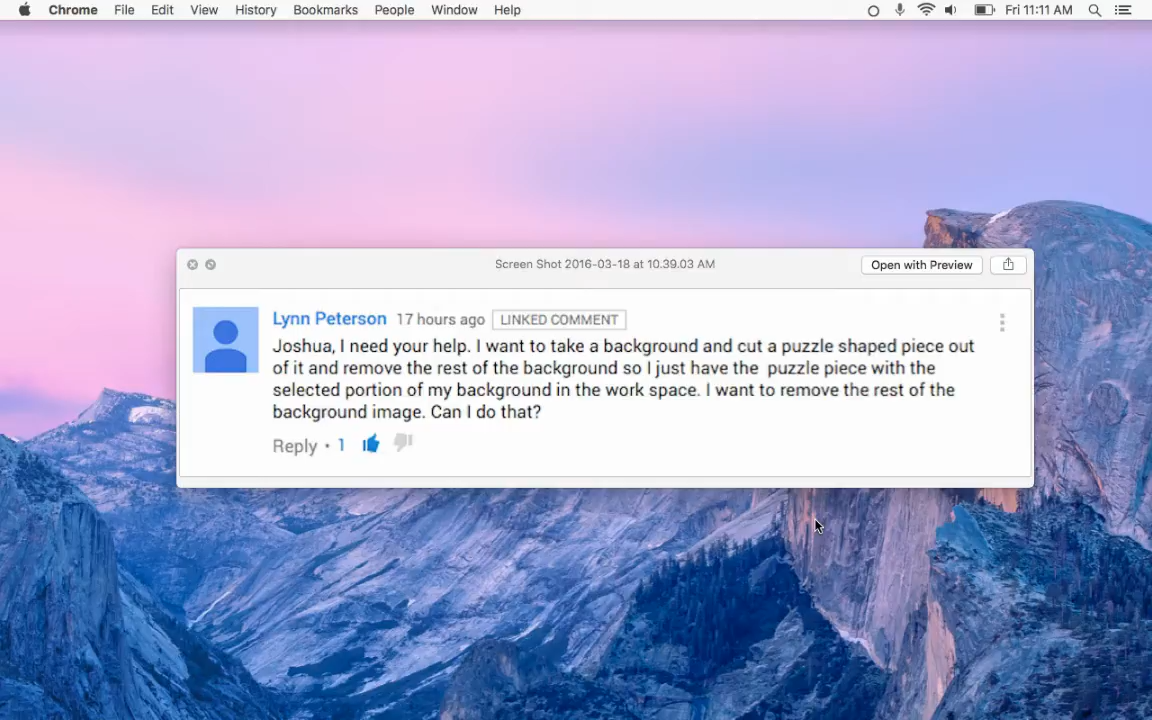 Chrome File Edit View History Bookmarks People Window Help Fri 11:11 AM
Screen Shot 2016-03-18 at 10.39.03 AM Open with Preview
Lynn Peterson 17 hours ago LINKED COMMENT
Joshua, I need your help. I want to take a background and cut a puzzle shaped piece out
of it and remove the rest of the background so I just have the puzzle piece with the
selected portion of my background in the work space. I want to remove the rest of the
background image. Can I do that?
Reply • 1